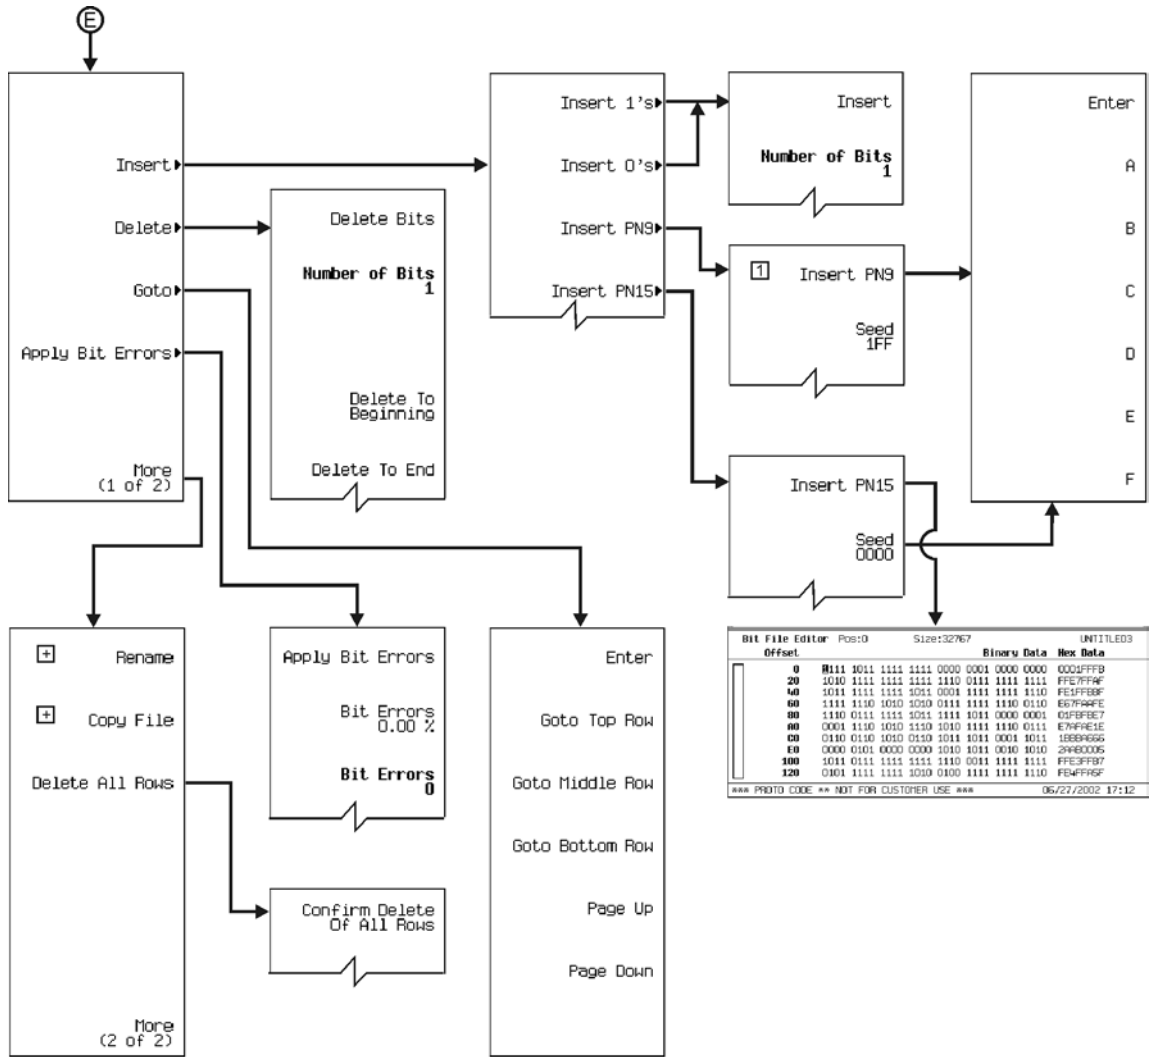 E
Insert
Delete
Goto
Apply Bit Errors
More
(1 of 2)
Delete Bits
Number of Bits
1
Delete To
Beginning
Delete To End
Insert 1's
Insert 0's
Insert PN9
Insert PN15
Insert
Number of Bits
1
1 Insert PN9
Seed
1FF
Insert PN15
Seed
0000
Enter
A
B
C
D
E
F
+ Rename
+ Copy File
Delete All Rows
More
(2 of 2)
Apply Bit Errors
Bit Errors
0.00 %
Bit Errors
0
Confirm Delete
Of All Rows
Enter
Goto Top Row
Goto Middle Row
Goto Bottom Row
Page Up
Page Down
Bit File Editor Pos:0 Size:32767 UNTITLED3
Offset Binary Data Hex Data
0 1111 1011 1111 1111 0000 0001 0000 0000
20 1010 1111 1111 1111 1110 0111 1111 1111 FFE7FFAF
40 1011 1111 1111 1011 0001 1111 1111 1110 FE1FFBBF
60 1111 1110 1010 1010 0111 1111 1110 0110 E67FAAFE
80 1110 0111 1111 1101 1111 1011 0000 0001 01FBFBE7
A0 0001 1110 1010 1111 1111 1010 1110 0111 E7AFAE1E
C0 0110 0110 1010 0110 1011 1011 0001 1011 1BBBA666
E0 0000 0101 0000 0000 1010 1011 0010 1010 2AAB0005
100 1011 0111 1111 1111 1110 0011 1111 1111 FFE3FFB7
120 0101 1111 1111 1010 0100 1111 1111 1110 FE4FFA5F
*** PROTO CODE ** NOT FOR CUSTOMER USE *** 06/27/2002 17:12